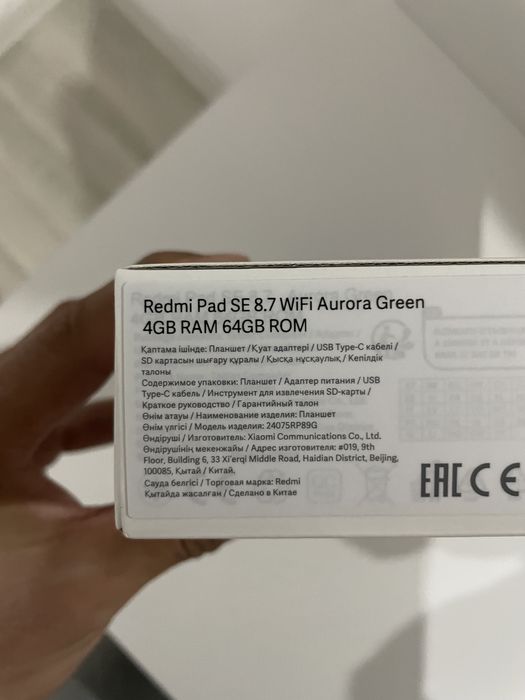 Redmi Pad SE 8.7 WiFi Aurora Green
4GB RAM 64GB ROM
Қаптама ішінде: Планшет / Қуат адаптері / USB Type-C кабелі /
SD картасын шығару құралы / Қысқа нұсқаулық / Кепілдік
талоны
Содержимое упаковки: Планшет / Адаптер питания / USB
Type-C кабель / Инструмент для извлечения SD-карты /
Краткое руководство / Гарантийный талон
Өнім атауы / Наименование изделия: Планшет
Өнім үлгісі / Модель изделия: 24075RP89G
Өндіруші / Изготовитель: Xiaomi Communications Co., Ltd.
Өндірушінің мекенжайы / Адрес изготовителя: #019, 9th
Floor, Building 6, 33 Xi'erqi Middle Road, Haidian District, Beijing,
100085, Қытай / Китай.
Сауда белгісі / Торговая марка: Redmi
Қытайда жасалған / Сделано в Китае
EAC CE